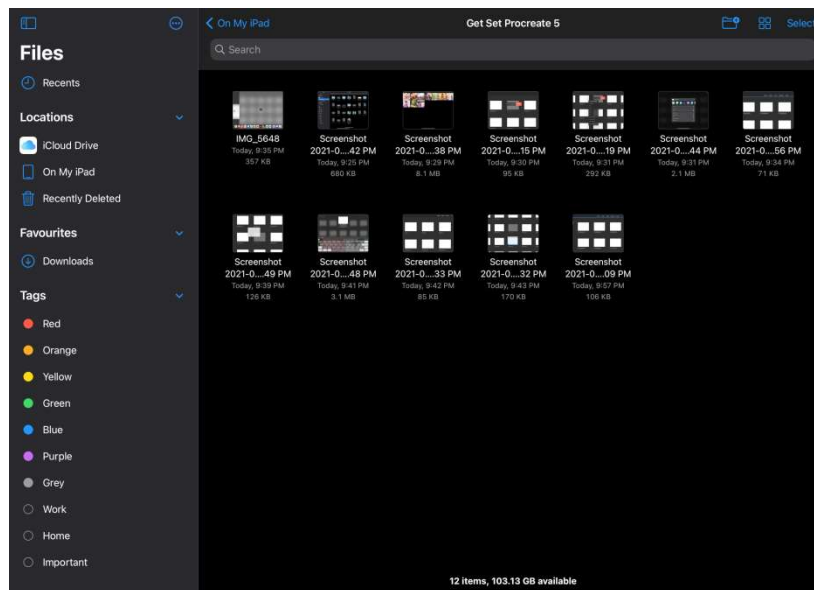 Files
Recents
Locations
iCloud Drive
On My iPad
Recently Deleted
Favourites
Downloads
Tags
Red
Orange
Yellow
Green
Blue
Purple
Grey
Work
Home
Important
On My iPad
Get Set Procreate 5
Select
Search
IMG_5648
Today, 9:35 PM
357 KB
Screenshot
2021-0....42 PM
Today, 9:25 PM
680 KB
Screenshot
2021-0....38 PM
Today, 9:29 PM
8.1 MB
Screenshot
2021-0....15 PM
Today, 9:30 PM
95 KB
Screenshot
2021-0....19 PM
Today, 9:31 PM
292 KB
Screenshot
2021-0....44 PM
Today, 9:31 PM
2.1 MB
Screenshot
2021-0....56 PM
Today, 9:34 PM
71 KB
Screenshot
2021-0....49 PM
Today, 9:39 PM
126 KB
Screenshot
2021-0....48 PM
Today, 9:41 PM
3.1 MB
Screenshot
2021-0....33 PM
Today, 9:42 PM
85 KB
Screenshot
2021-0....32 PM
Today, 9:43 PM
170 KB
Screenshot
2021-0....09 PM
Today, 9:57 PM
106 KB
12 items, 103.13 GB available